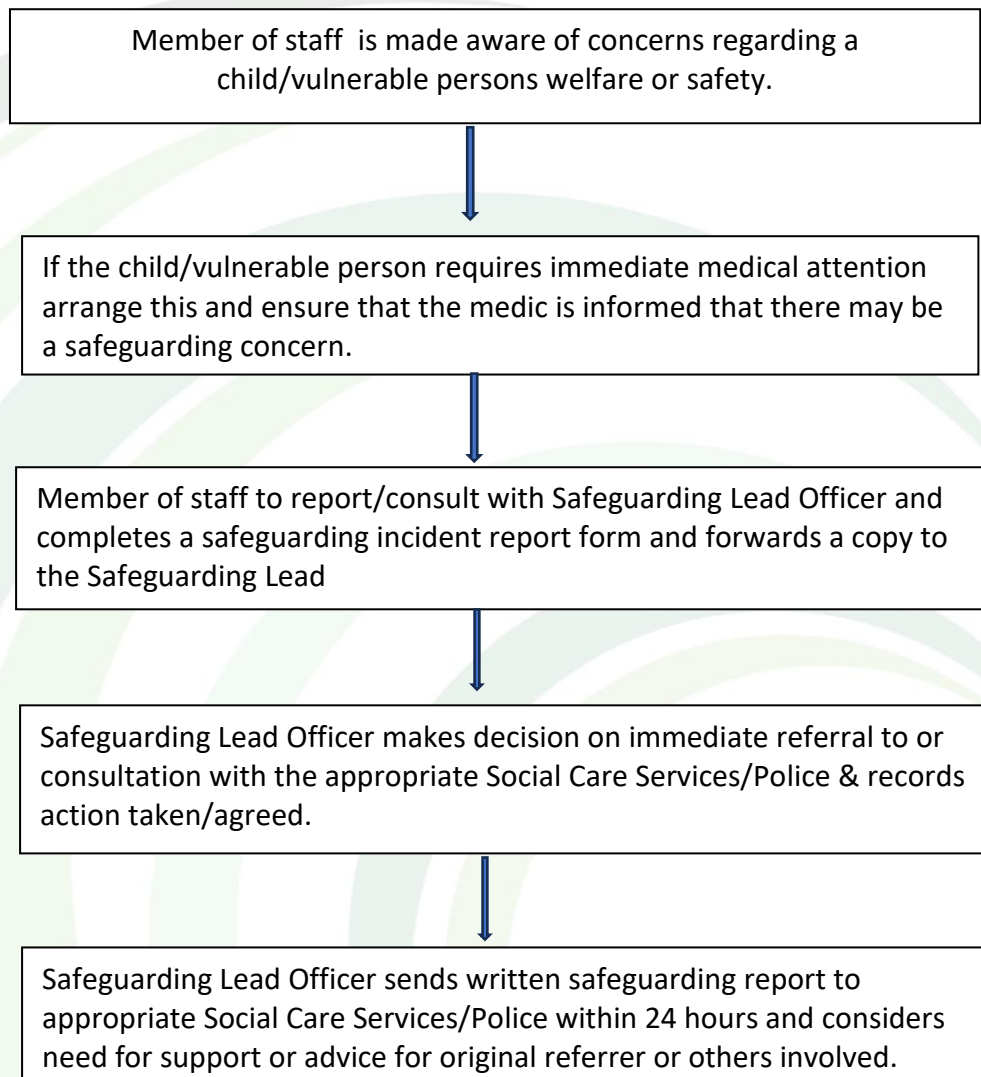 Member of staff  is made aware of concerns regarding a
child/vulnerable persons welfare or safety.
If the child/vulnerable person requires immediate medical attention
arrange this and ensure that the medic is informed that there may be
a safeguarding concern.
Member of staff to report/consult with Safeguarding Lead Officer and
completes a safeguarding incident report form and forwards a copy to
the Safeguarding Lead
Safeguarding Lead Officer makes decision on immediate referral to or
consultation with the appropriate Social Care Services/Police & records
action taken/agreed.
Safeguarding Lead Officer sends written safeguarding report to
appropriate Social Care Services/Police within 24 hours and considers
need for support or advice for original referrer or others involved.